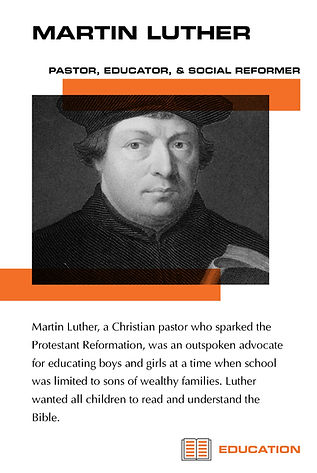 MARTIN LUTHER
PASTOR, EDUCATOR, & SOCIAL REFORMER
Martin Luther, a Christian pastor who sparked the
Protestant Reformation, was an outspoken advocate
for educating boys and girls at a time when school
was limited to sons of wealthy families. Luther
wanted all children to read and understand the
Bible.
EDUCATION